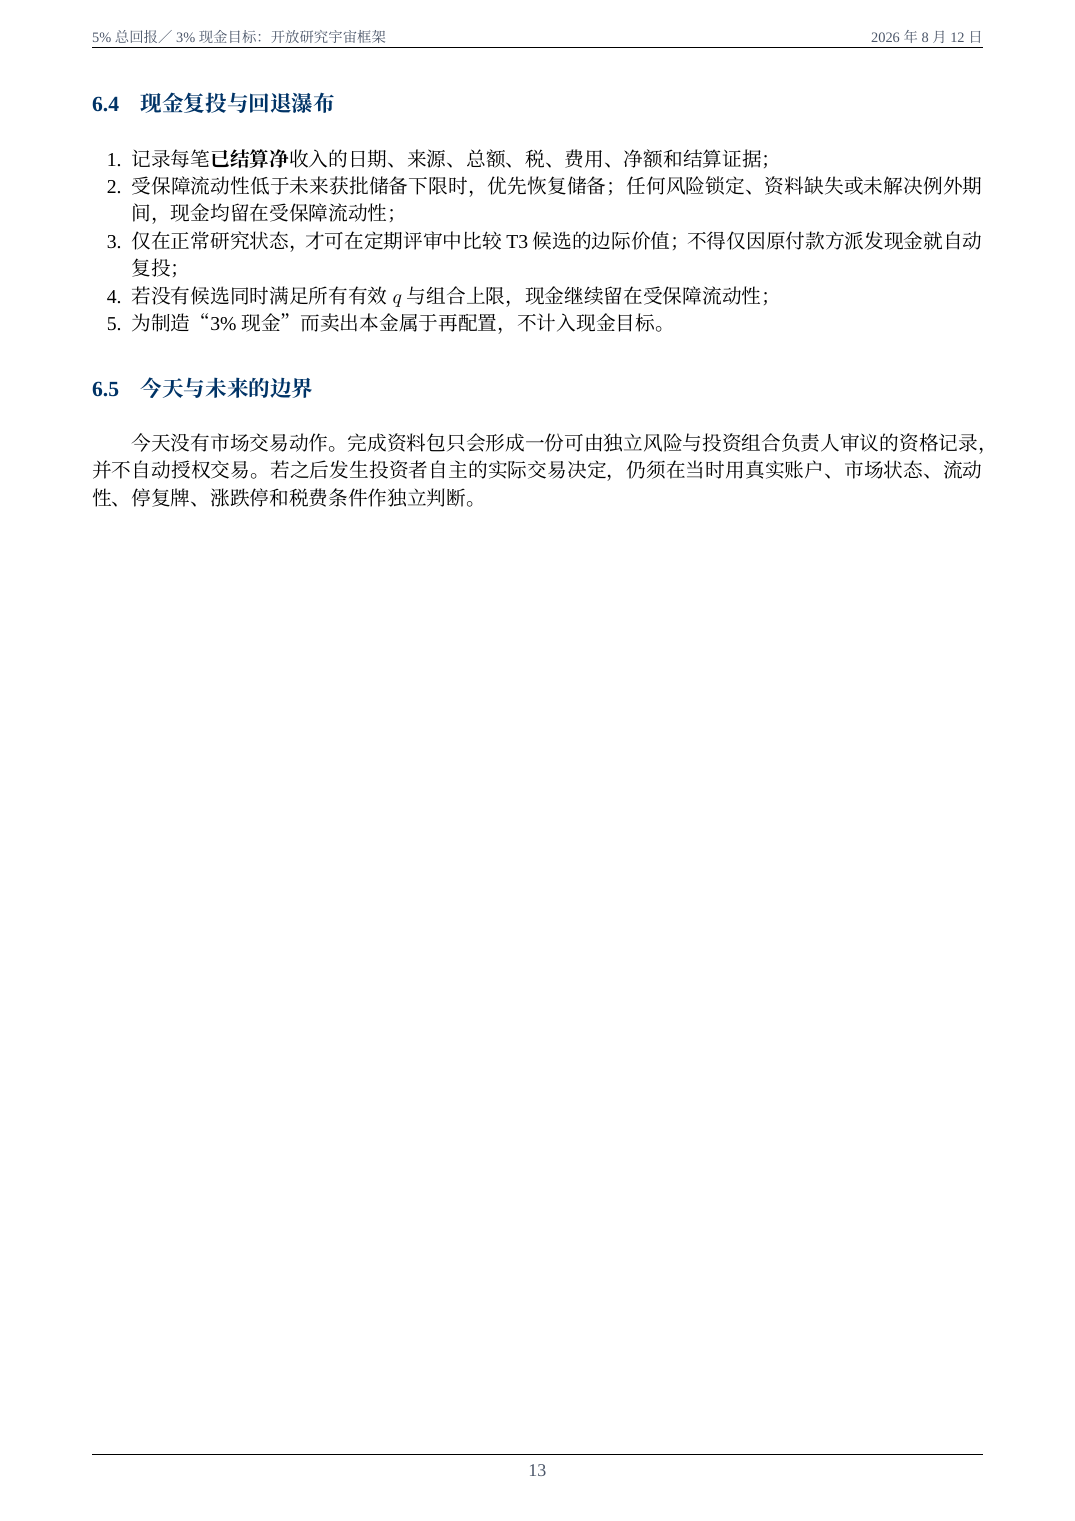 5% 总回报／3% 现金目标：开放研究宇宙框架
2026 年 8 月 12 日
6.4 现金复投与回退瀑布
1. 记录每笔已结算净收入的日期、来源、总额、税、费用、净额和结算证据；
2. 受保障流动性低于未来获批储备下限时，优先恢复储备；任何风险锁定、资料缺失或未解决例外期
间，现金均留在受保障流动性；
3. 仅在正常研究状态，才可在定期评审中比较 T3 候选的边际价值；不得仅因原付款方派发现金就自动
复投；
4. 若没有候选同时满足所有有效 q 与组合上限，现金继续留在受保障流动性；
5. 为制造“3% 现金”而卖出本金属于再配置，不计入现金目标。
6.5 今天与未来的边界
今天没有市场交易动作。完成资料包只会形成一份可由独立风险与投资组合负责人审议的资格记录，
并不自动授权交易。若之后发生投资者自主的实际交易决定，仍须在当时用真实账户、市场状态、流动
性、停复牌、涨跌停和税费条件作独立判断。
13